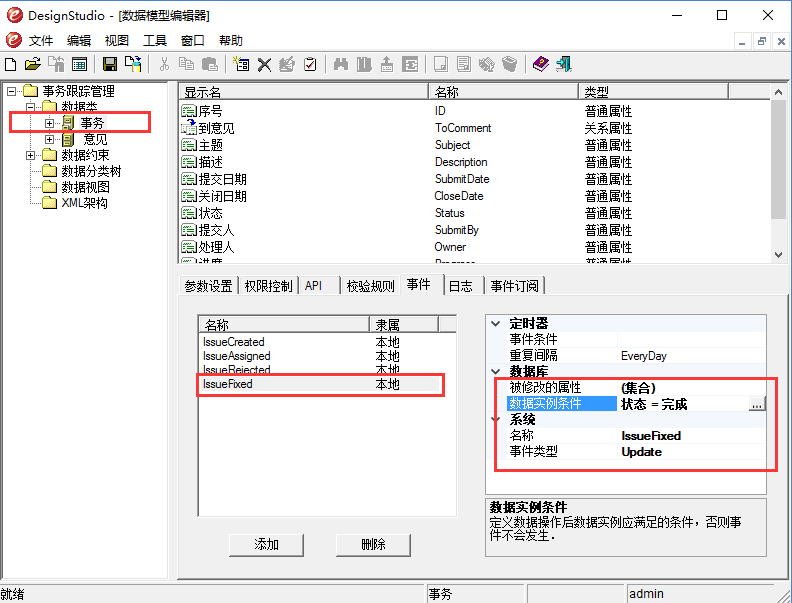 DesignStudio - [数据模型编辑器]
文件 编辑 视图 工具 窗口 帮助
事务跟踪管理
数据类
事务
意见
数据约束
数据分类树
数据视图
XML架构
显示名 名称 类型
序号 ID 普通属性
到意见 ToComment 关系属性
主题 Subject 普通属性
描述 Description 普通属性
提交日期 SubmitDate 普通属性
关闭日期 CloseDate 普通属性
状态 Status 普通属性
提交人 SubmitBy 普通属性
处理人 Owner 普通属性
进度 Progress 普通属性
参数设置 权限控制 API 校验规则 事件 日志 事件订阅
名称 隶属
IssueCreated 本地
IssueAssigned 本地
IssueRejected 本地
IssueFixed 本地
添加 删除
定时器
事件条件
重复间隔 EveryDay
数据库
被修改的属性 (集合)
数据实例条件 状态 = 完成 ...
系统
名称 IssueFixed
事件类型 Update
数据实例条件
定义数据操作后数据实例应满足的条件，否则事
件不会发生.
就绪 事务 admin